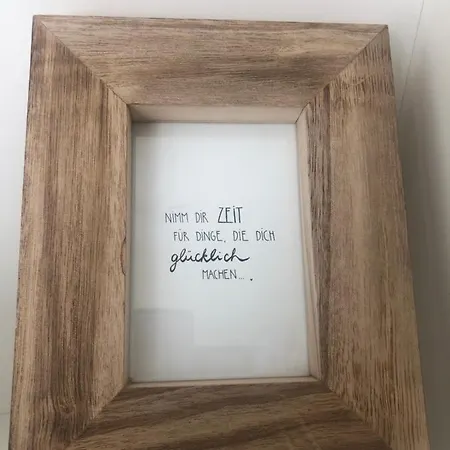 NIMM DIR ZEIT
FÜR DINGE, DIE DICH
glücklich
MACHEN... .